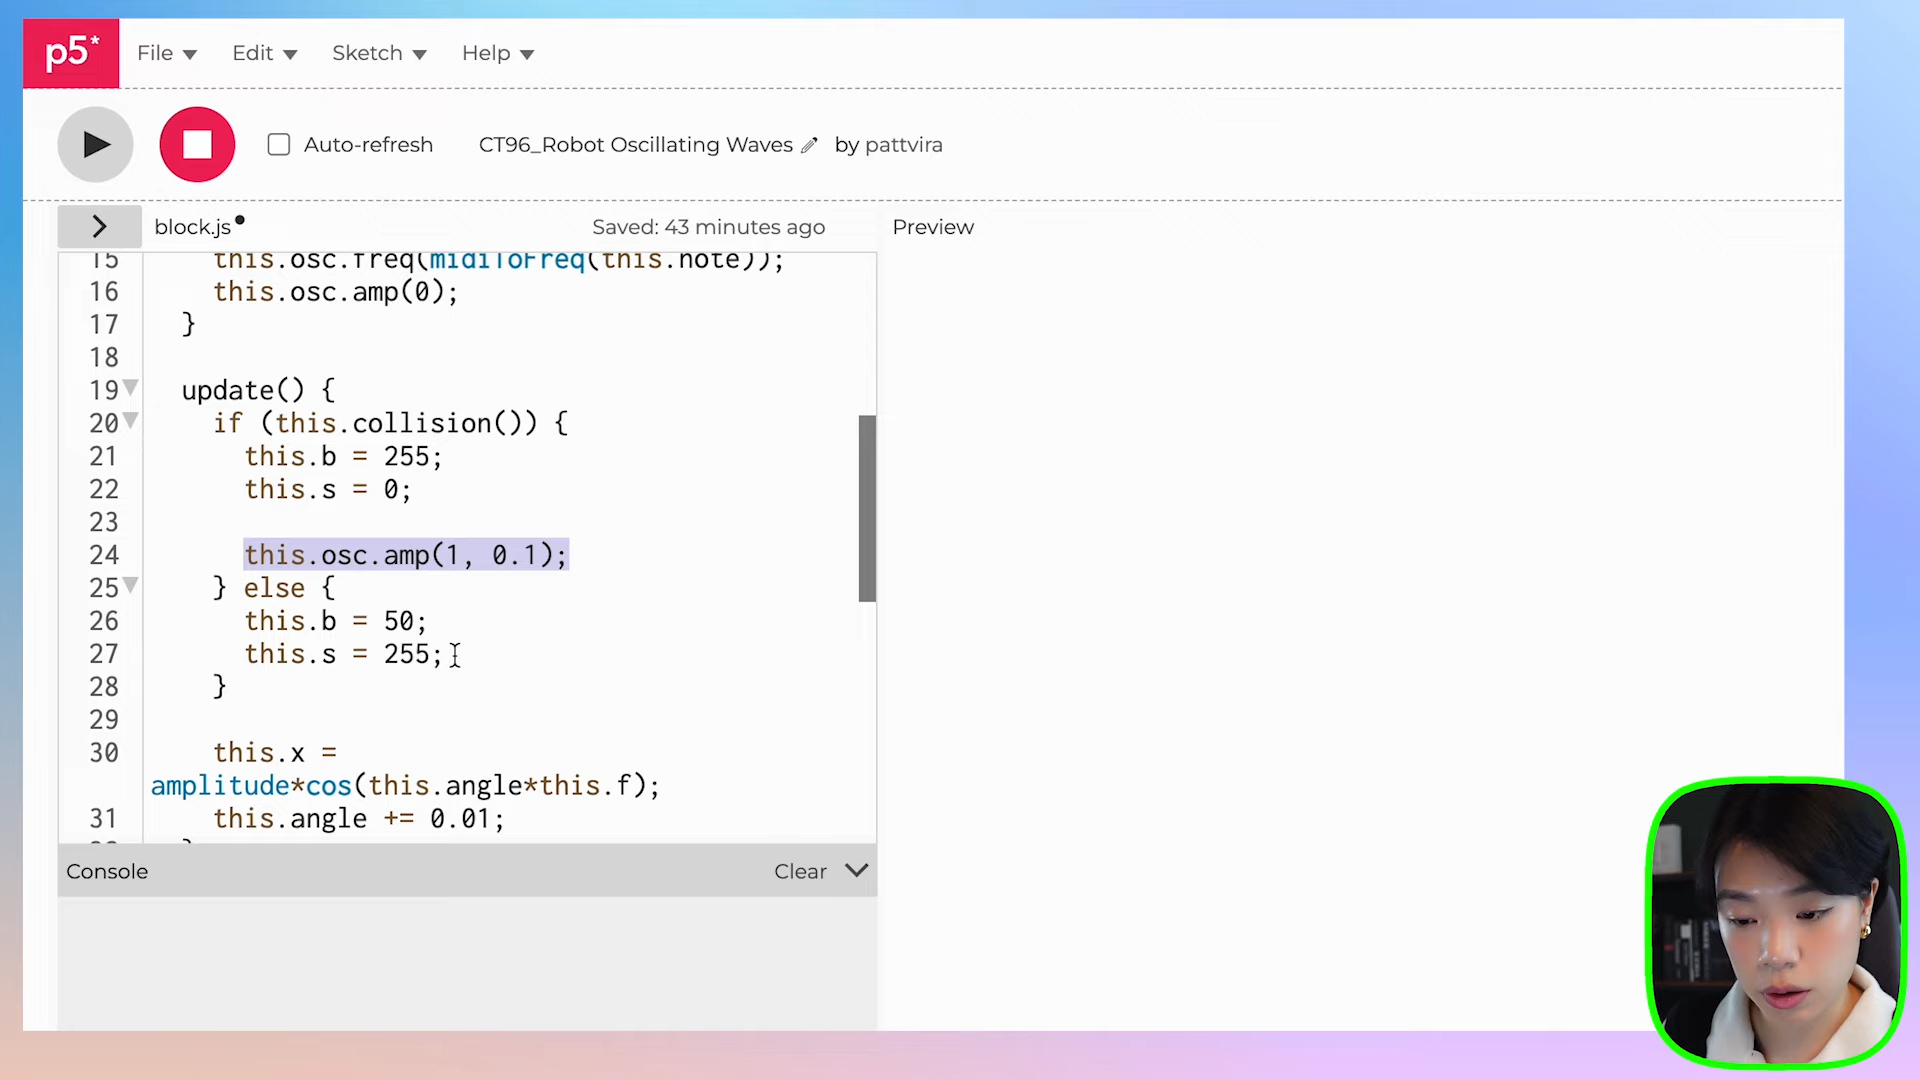 p5*
File
Edit
Sketch
Help
Auto-refresh
CT96_Robot Oscillating Waves
by pattvira
block.js
Saved: 43 minutes ago
Preview
15 this.osc.freq(midiToFreq(this.note));
16 this.osc.amp(0);
17 }
18
19 update() {
20 if (this.collision()) {
21 this.b = 255;
22 this.s = 0;
23
24 this.osc.amp(1, 0.1);
25 } else {
26 this.b = 50;
27 this.s = 255;
28 }
29
30 this.x =
amplitude*cos(this.angle*this.f);
31 this.angle += 0.01;
Console
Clear